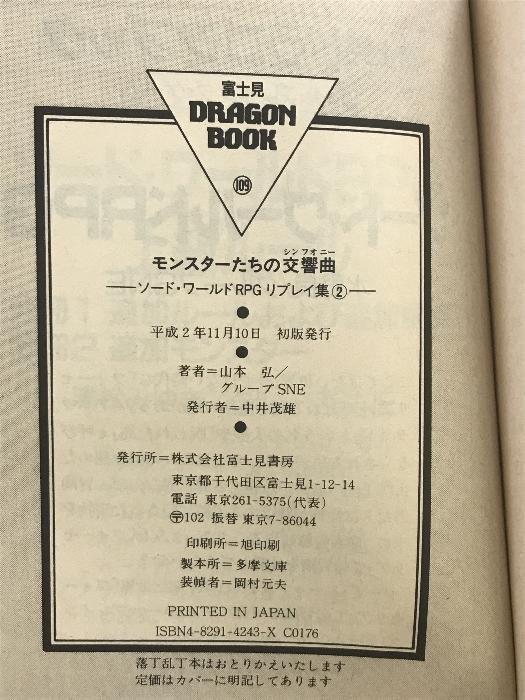 富士見
DRAGON
BOOK
109
シンフオニー
モンスターたちの交響曲
―ソード・ワールドRPGリプレイ集②―
●
平成2年11月10日　初版発行
●
著者＝山本　弘／
グループSNE
発行者＝中井茂雄
●
発行所＝株式会社富士見書房
東京都千代田区富士見1-12-14
電話 東京261-5375(代表)
〒102 振替 東京7-86044
印刷所＝旭印刷
製本所＝多摩文庫
装幀者＝岡村元夫
PRINTED IN JAPAN
ISBN4-8291-4243-X C0176
落丁乱丁本はおとりかえいたします
定価はカバーに明記してあります